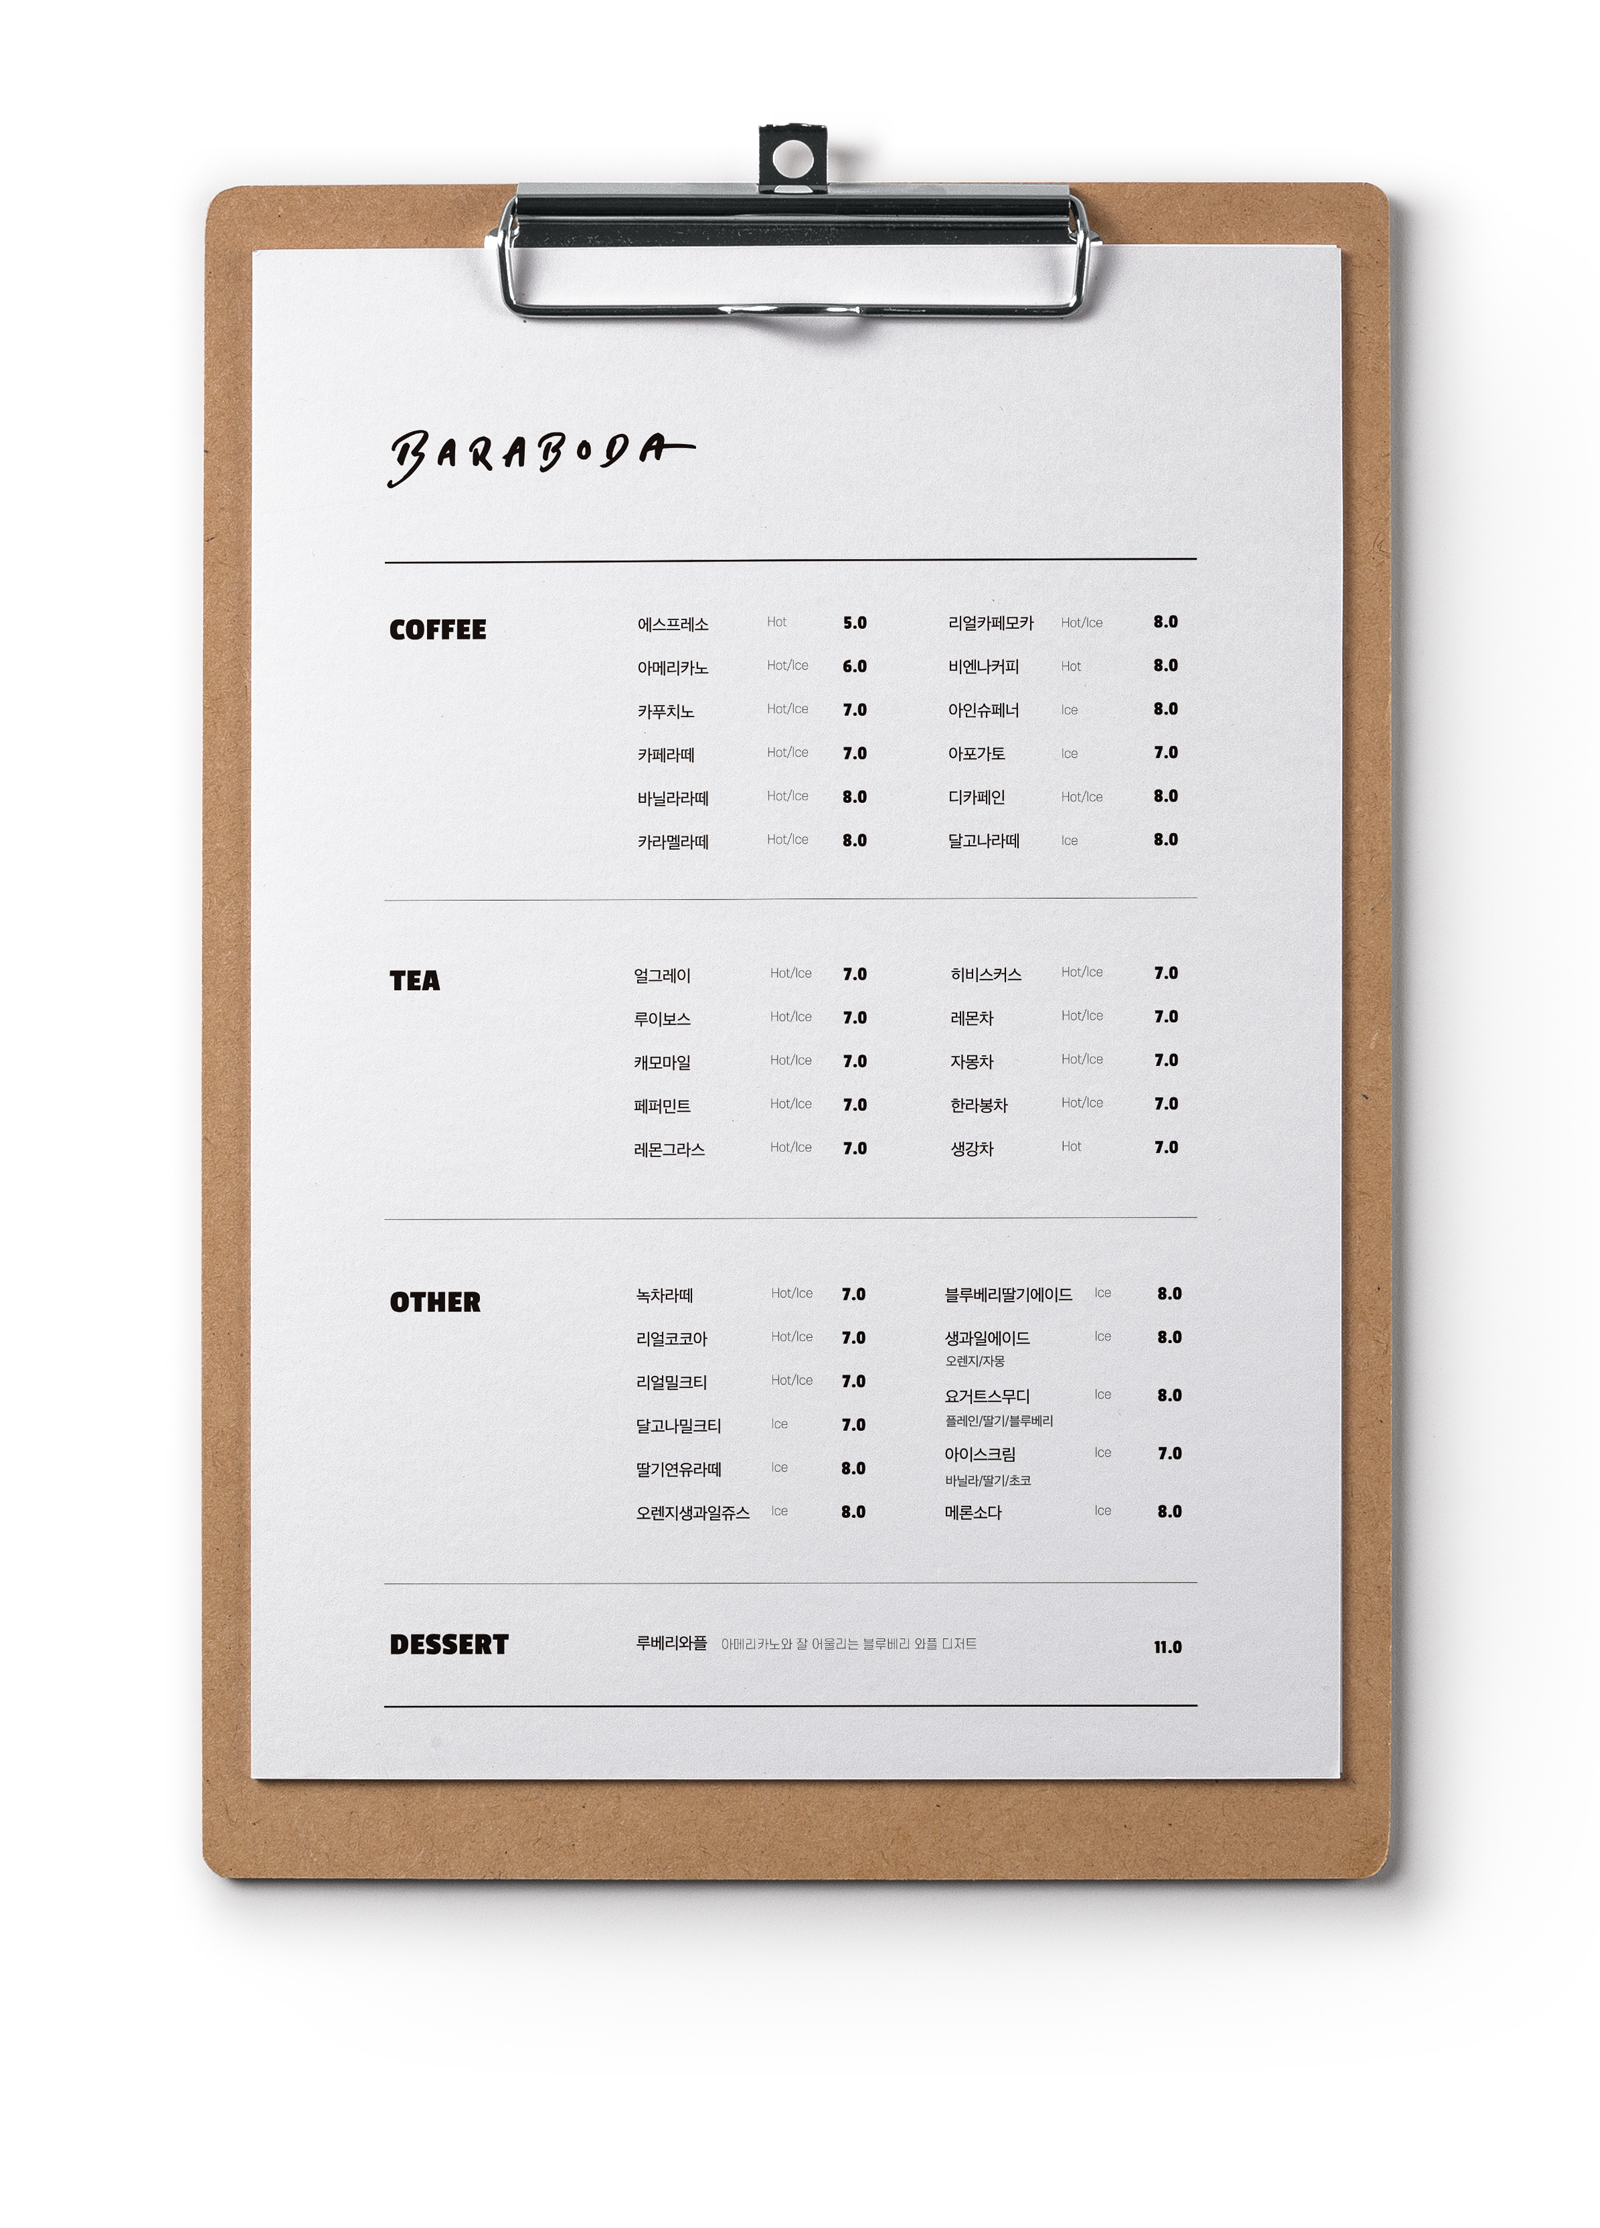 BARABODA
COFFEE
에스프레소 Hot 5.0
아메리카노 Hot/Ice 6.0
카푸치노 Hot/Ice 7.0
카페라떼 Hot/Ice 7.0
바닐라라떼 Hot/Ice 8.0
카라멜라떼 Hot/Ice 8.0
리얼카페모카 Hot/Ice 8.0
비엔나커피 Hot 8.0
아인슈페너 Ice 8.0
아포가토 Ice 7.0
디카페인 Hot/Ice 8.0
달고나라떼 Ice 8.0
TEA
얼그레이 Hot/Ice 7.0
루이보스 Hot/Ice 7.0
캐모마일 Hot/Ice 7.0
페퍼민트 Hot/Ice 7.0
레몬그라스 Hot/Ice 7.0
히비스커스 Hot/Ice 7.0
레몬차 Hot/Ice 7.0
자몽차 Hot/Ice 7.0
한라봉차 Hot/Ice 7.0
생강차 Hot 7.0
OTHER
녹차라떼 Hot/Ice 7.0
리얼코코아 Hot/Ice 7.0
리얼밀크티 Hot/Ice 7.0
달고나밀크티 Ice 7.0
딸기연유라떼 Ice 8.0
오렌지생과일쥬스 Ice 8.0
블루베리딸기에이드 Ice 8.0
생과일에이드 Ice 8.0
오렌지/자몽
요거트스무디 Ice 8.0
플레인/딸기/블루베리
아이스크림 Ice 7.0
바닐라/딸기/초코
메론소다 Ice 8.0
DESSERT
루베리와플 아메리카노와 잘 어울리는 블루베리 와플 디저트 11.0